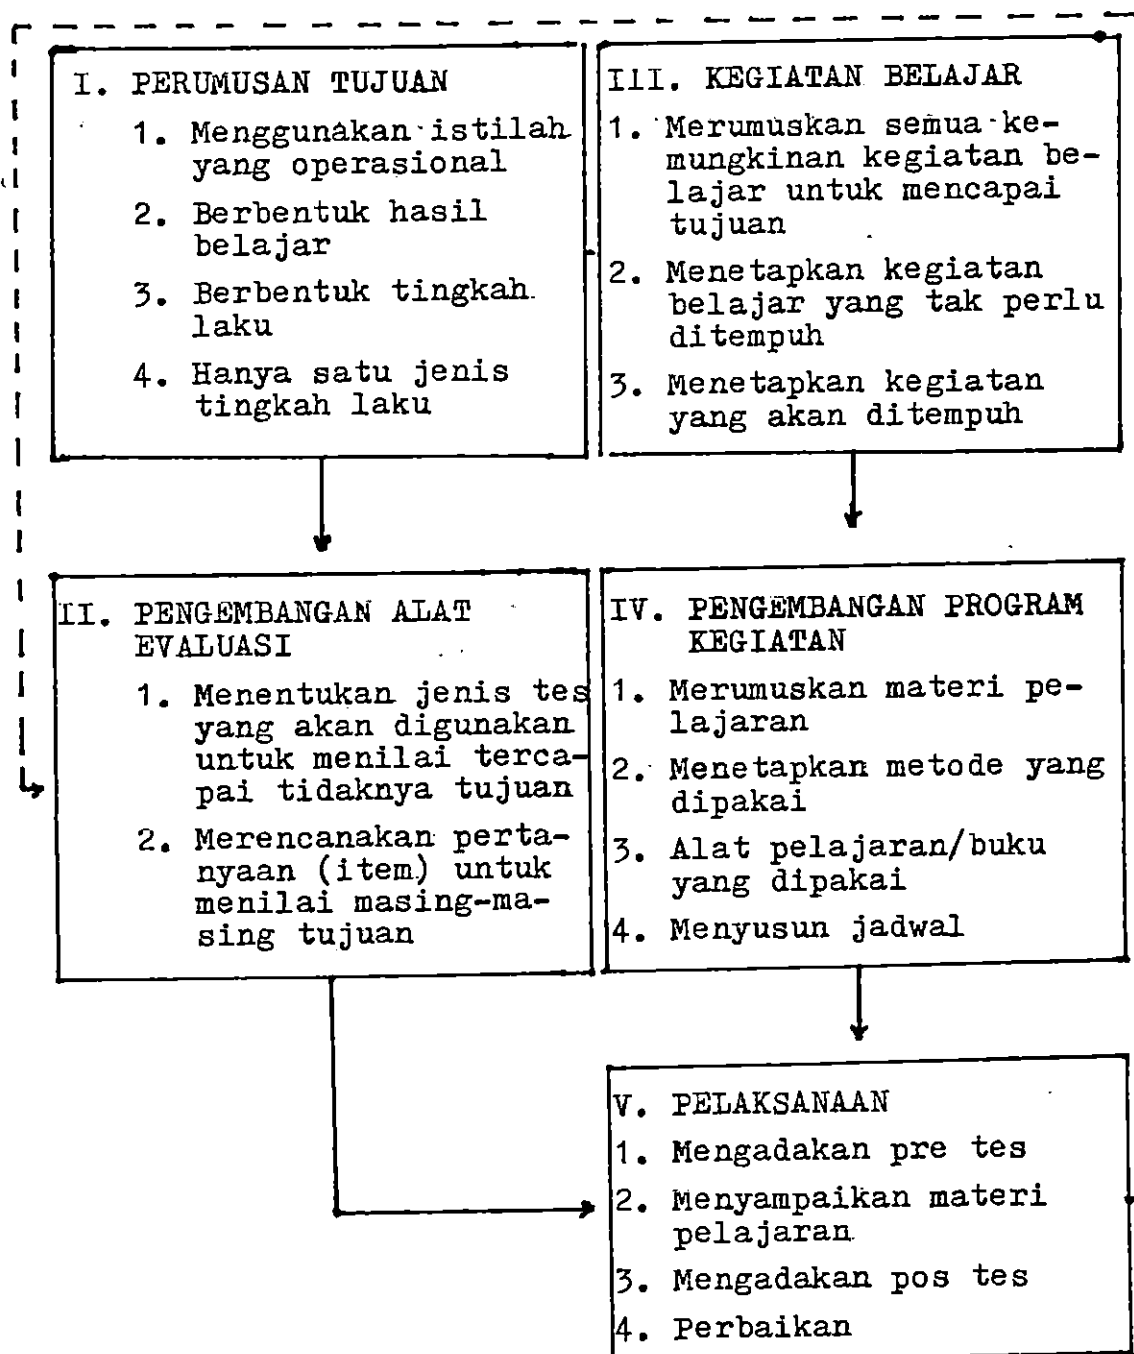 I. PERUMUSAN TUJUAN
1. Menggunakan istilah
yang operasional
2. Berbentuk hasil
belajar
3. Berbentuk tingkah
laku
4. Hanya satu jenis
tingkah laku
III. KEGIATAN BELAJAR
1. Merumuskan semua ke-
mungkinan kegiatan be-
lajar untuk mencapai
tujuan
2. Menetapkan kegiatan
belajar yang tak perlu
ditempuh
3. Menetapkan kegiatan
yang akan ditempuh
II. PENGEMBANGAN ALAT
EVALUASI
1. Menentukan jenis tes
yang akan digunakan
untuk menilai terca-
pai tidaknya tujuan
2. Merencanakan perta-
nyaan (item) untuk
menilai masing-ma-
sing tujuan
IV. PENGEMBANGAN PROGRAM
KEGIATAN
1. Merumuskan materi pe-
lajaran
2. Menetapkan metode yang
dipakai
3. Alat pelajaran/buku
yang dipakai
4. Menyusun jadwal
V. PELAKSANAAN
1. Mengadakan pre tes
2. Menyampaikan materi
pelajaran
3. Mengadakan pos tes
4. Perbaikan